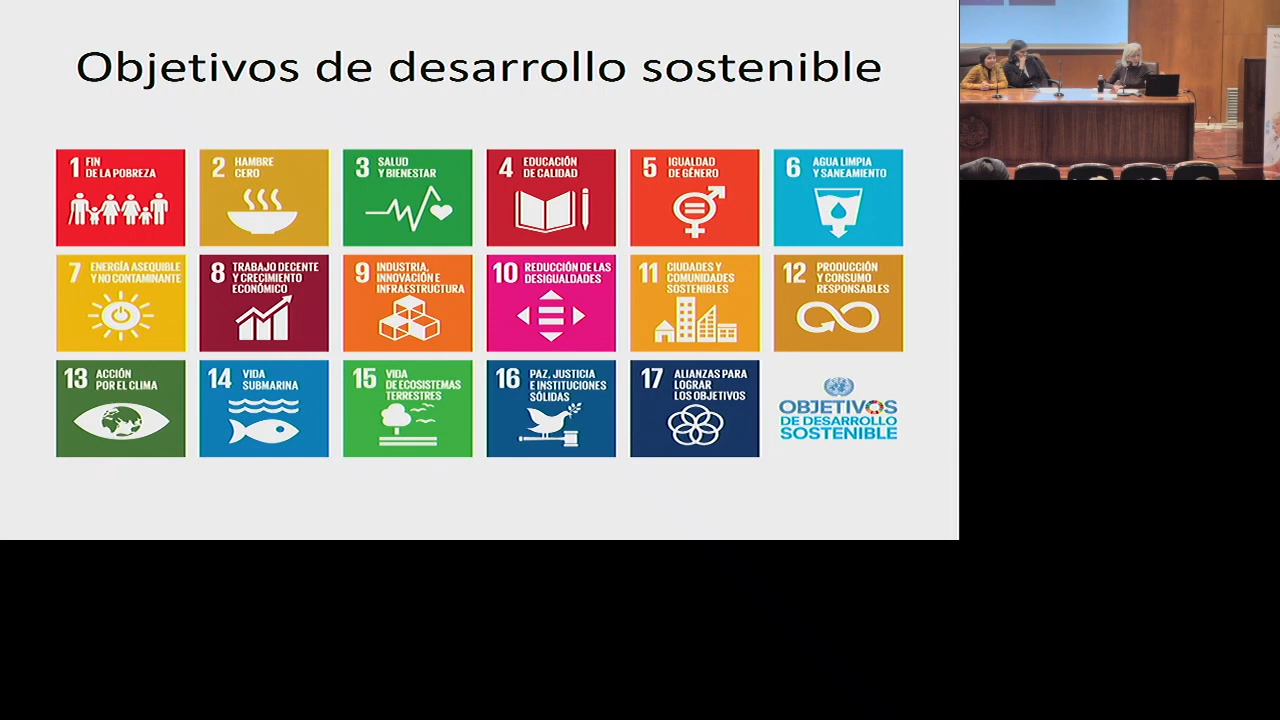 Objetivos de desarrollo sostenible
1 FIN
DE LA POBREZA
2 HAMBRE
CERO
3 SALUD
Y BIENESTAR
4 EDUCACIÓN
DE CALIDAD
5 IGUALDAD
DE GÉNERO
6 AGUA LIMPIA
Y SANEAMIENTO
7 ENERGÍA ASEQUIBLE
Y NO CONTAMINANTE
8 TRABAJO DECENTE
Y CRECIMIENTO
ECONÓMICO
9 INDUSTRIA,
INNOVACIÓN E
INFRAESTRUCTURA
10 REDUCCIÓN DE LAS
DESIGUALDADES
11 CIUDADES Y
COMUNIDADES
SOSTENIBLES
12 PRODUCCIÓN
Y CONSUMO
RESPONSABLES
13 ACCIÓN
POR EL CLIMA
14 VIDA
SUBMARINA
15 VIDA
DE ECOSISTEMAS
TERRESTRES
16 PAZ, JUSTICIA
E INSTITUCIONES
SÓLIDAS
17 ALIANZAS PARA
LOGRAR
LOS OBJETIVOS
OBJETIVOS
DE DESARROLLO
SOSTENIBLE